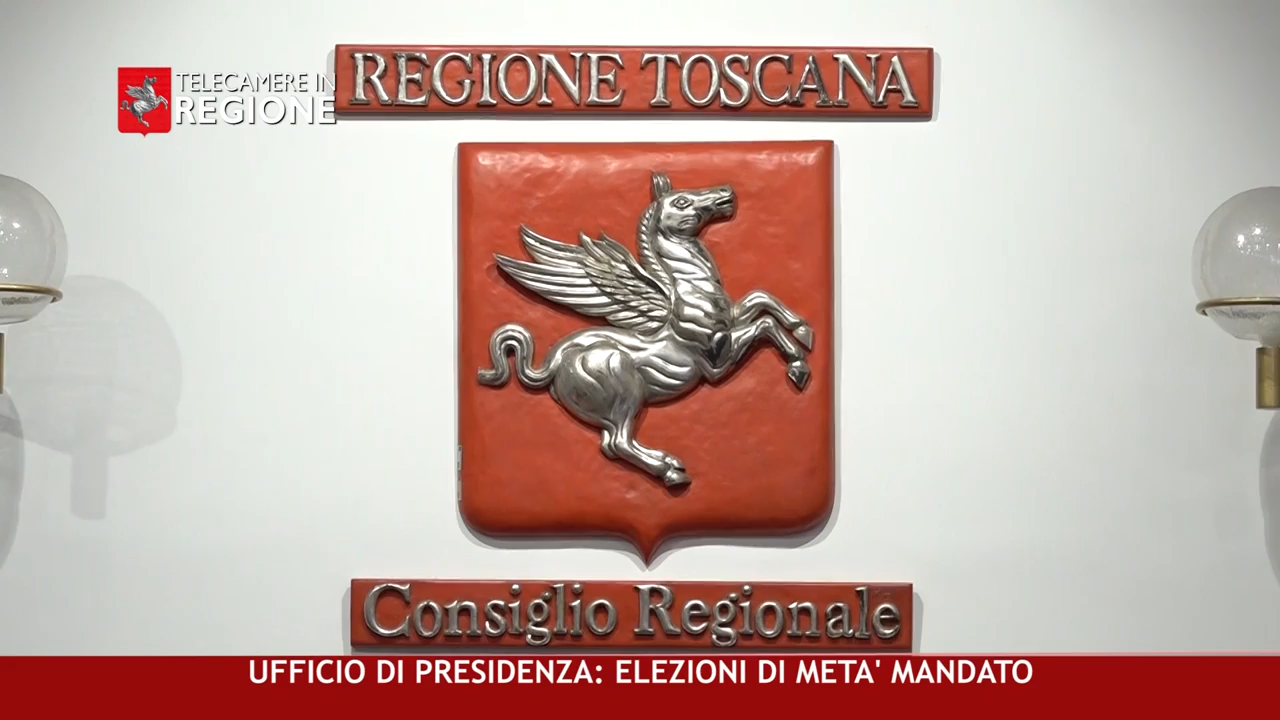 REGIONE TOSCANA
TELECAMERE IN
REGIONE
Consiglio Regionale
UFFICIO DI PRESIDENZA: ELEZIONI DI META' MANDATO